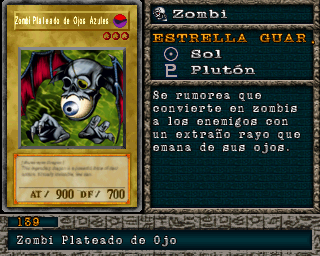 Zombi Plateado de Ojos Azules
AT/ 900 DF/ 700
Zombi
ESTRELLA GUAR.
Sol
Plutón
Se rumorea que
convierte en zombis
a los enemigos con
un extraño rayo que
emana de sus ojos.
139
Zombi Plateado de Ojo